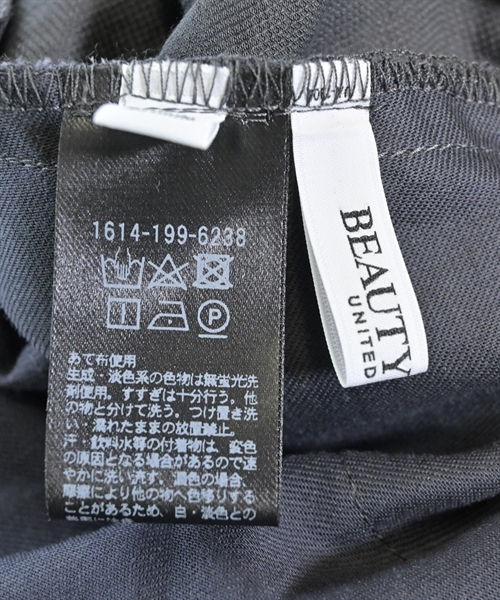 1614-199-6238
あて布使用
生成・淡色系の色物は無蛍光洗
剤使用。すすぎは十分行う。他
の物と分けて洗う。つけ置き洗
い、濡れたままの放置厳止。
汗・飲料水等の付着物は、変色
の原因となる場合があるので速
やかに洗い流す。濃色の場合、
摩擦により他の物へ色移りする
ことがあるため、白・淡色との
BEAUTY
UNITED